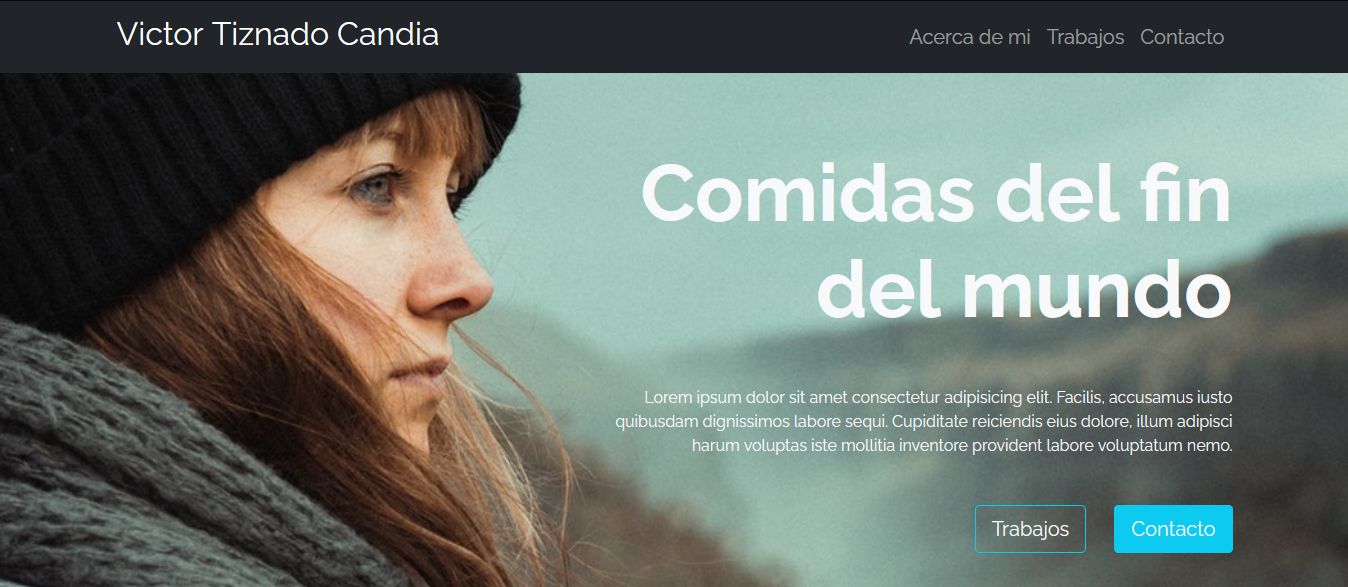 Victor Tiznado Candia
Acerca de mi Trabajos Contacto
Comidas del fin
del mundo
Lorem ipsum dolor sit amet consectetur adipisicing elit. Facilis, accusamus iusto
quibusdam dignissimos labore sequi. Cupiditate reiciendis eius dolore, illum adipisci
harum voluptas iste mollitia inventore provident labore voluptatum nemo.
Trabajos Contacto